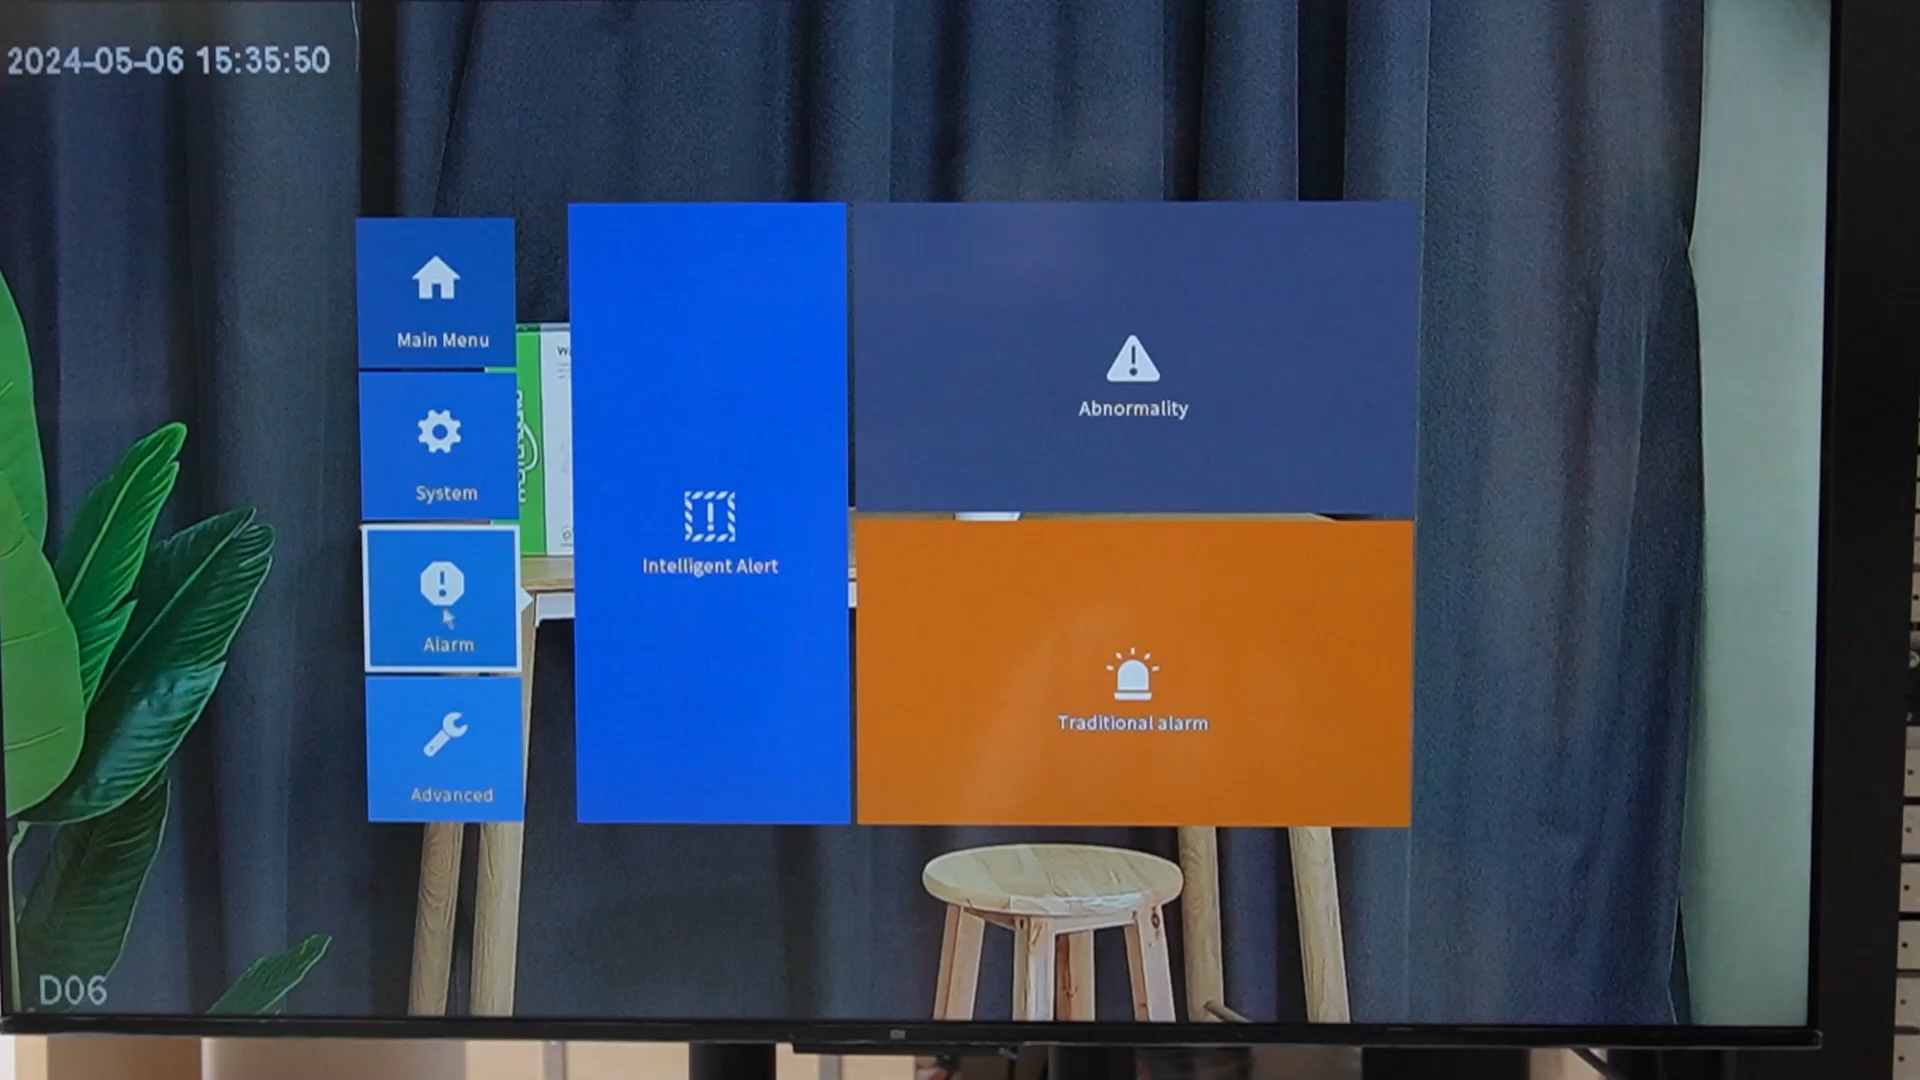 2024-05-06 15:35:50
Main Menu
System
Alarm
Advanced
Intelligent Alert
Abnormality
Traditional alarm
D06